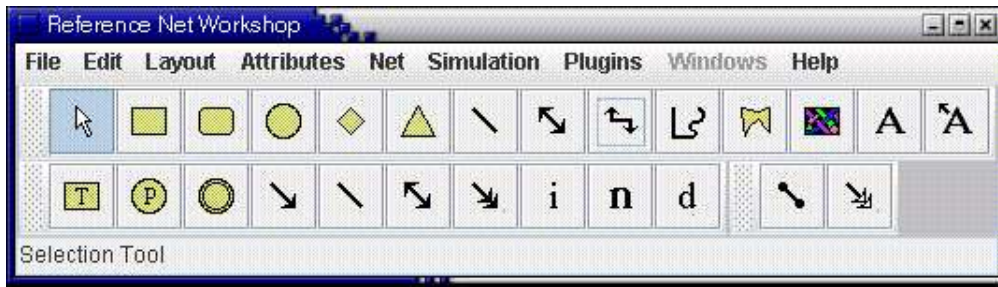 Reference Net Workshop
File Edit Layout Attributes Net Simulation Plugins Windows Help
A A
T P i n d
Selection Tool